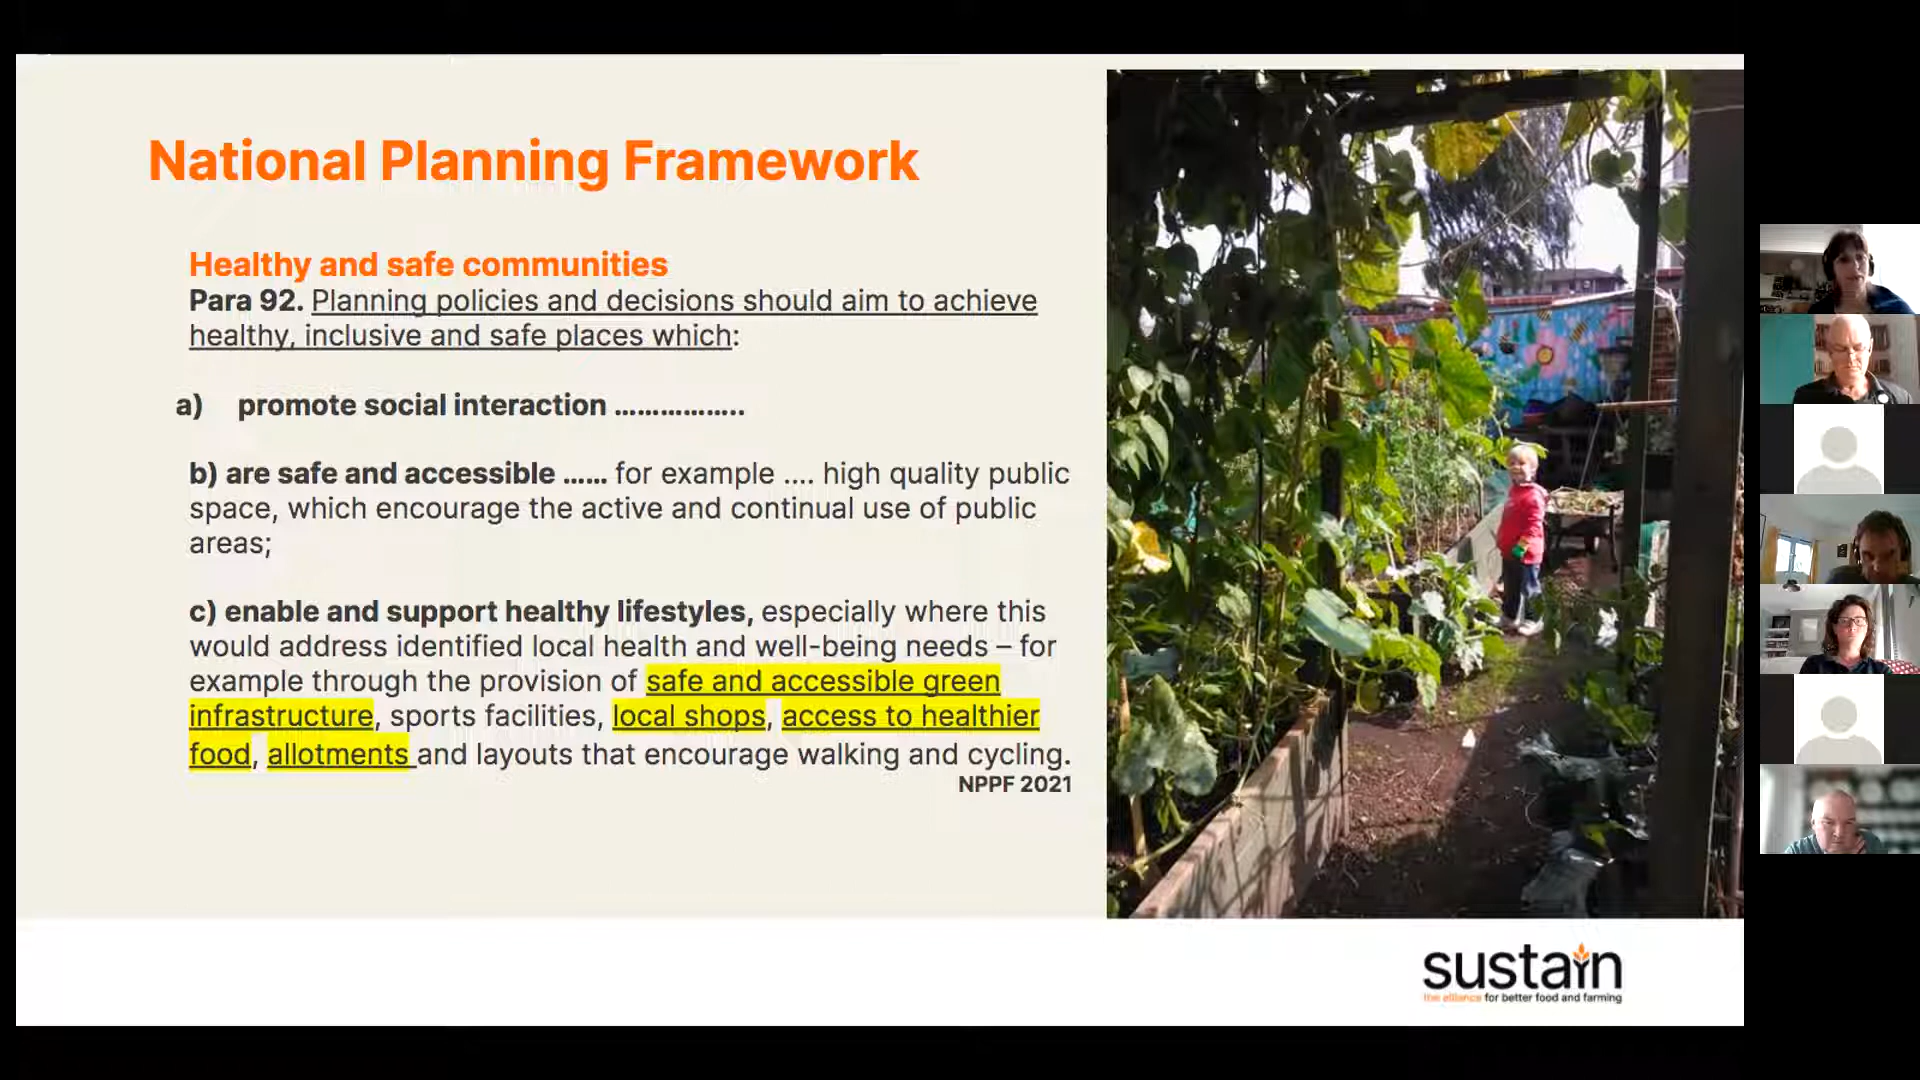 National Planning Framework
Healthy and safe communities
Para 92. Planning policies and decisions should aim to achieve
healthy, inclusive and safe places which:
a) promote social interaction ……………..
b) are safe and accessible …... for example .... high quality public
space, which encourage the active and continual use of public
areas;
c) enable and support healthy lifestyles, especially where this
would address identified local health and well-being needs – for
example through the provision of safe and accessible green
infrastructure, sports facilities, local shops, access to healthier
food, allotments and layouts that encourage walking and cycling.
NPPF 2021
sustain
the alliance for better food and farming